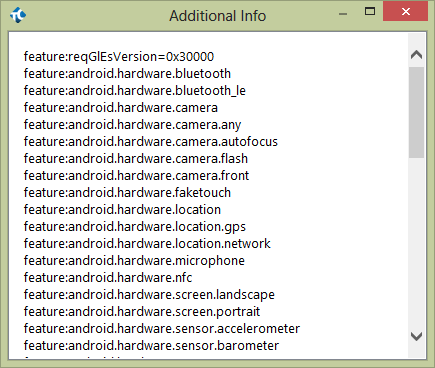 Additional Info
feature:reqGlEsVersion=0x30000
feature:android.hardware.bluetooth
feature:android.hardware.bluetooth_le
feature:android.hardware.camera
feature:android.hardware.camera.any
feature:android.hardware.camera.autofocus
feature:android.hardware.camera.flash
feature:android.hardware.camera.front
feature:android.hardware.faketouch
feature:android.hardware.location
feature:android.hardware.location.gps
feature:android.hardware.location.network
feature:android.hardware.microphone
feature:android.hardware.nfc
feature:android.hardware.screen.landscape
feature:android.hardware.screen.portrait
feature:android.hardware.sensor.accelerometer
feature:android.hardware.sensor.barometer